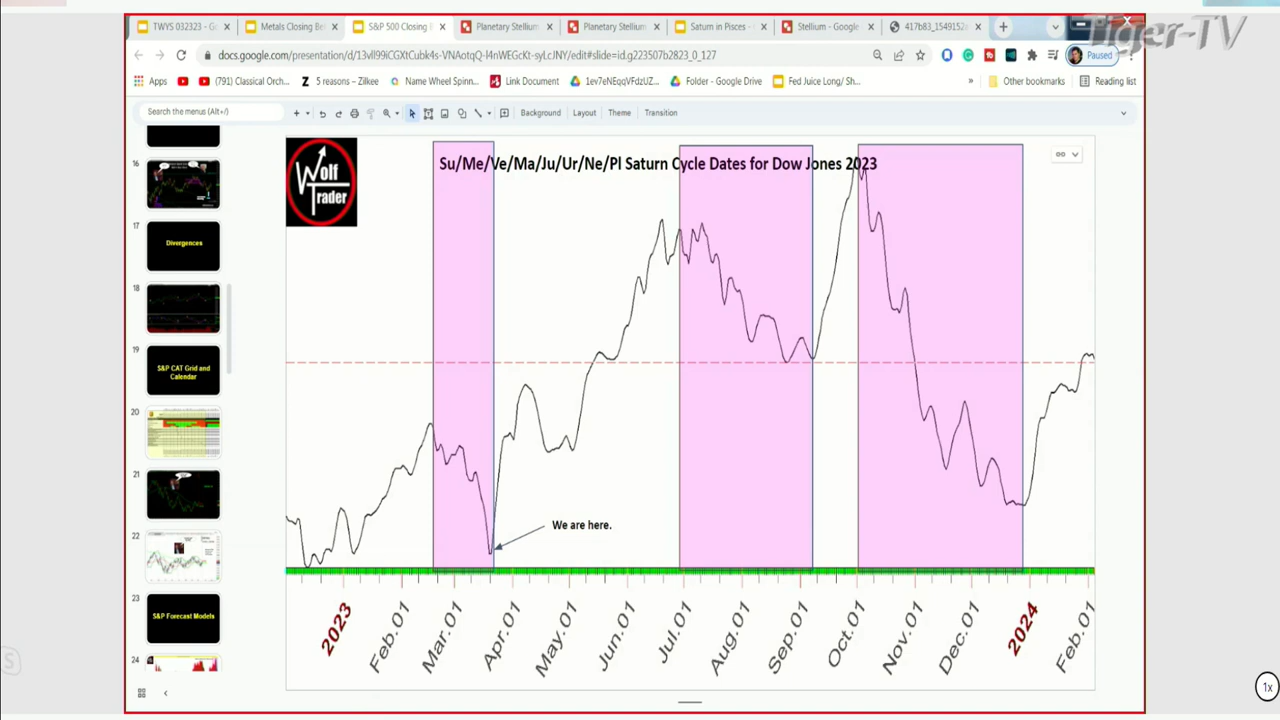 Tiger-TV
TWYS 032323 - Go
Metals Closing Be
S&P 500 Closing
Planetary Stellium
Planetary Stellium
Saturn in Pisces -
Stellium - Google
417b83_1549152
docs.google.com/presentation/d/13
edit#slide=id.g223507b2823_0_127
Paused
Apps
(791) Classical Orch...
5 reasons – Zilkee
Name Wheel Spinn...
Link Document
1ev7eNEqqVFdzUZ...
Folder - Google Drive
Fed Juce Long/ Sh...
»
Other bookmarks
Reading list
Search the menus (Alt+/)
Background
Layout
Theme
Transition
16
17
Divergences
18
19
S&P CAT Grid and
Calendar
20
21
22
23
S&P Forecast Models
24
Wolf
Trader
Su/Me/Ve/Ma/Ju/Ur/Ne/Pl Saturn Cycle Dates for Dow Jones 2023
We are here.
2023
Feb.01
Mar.01
Apr.01
May.01
Jun.01
Jul.01
Aug.01
Sep.01
Oct.01
Nov.01
Dec.01
2024
Feb.01
S
1x